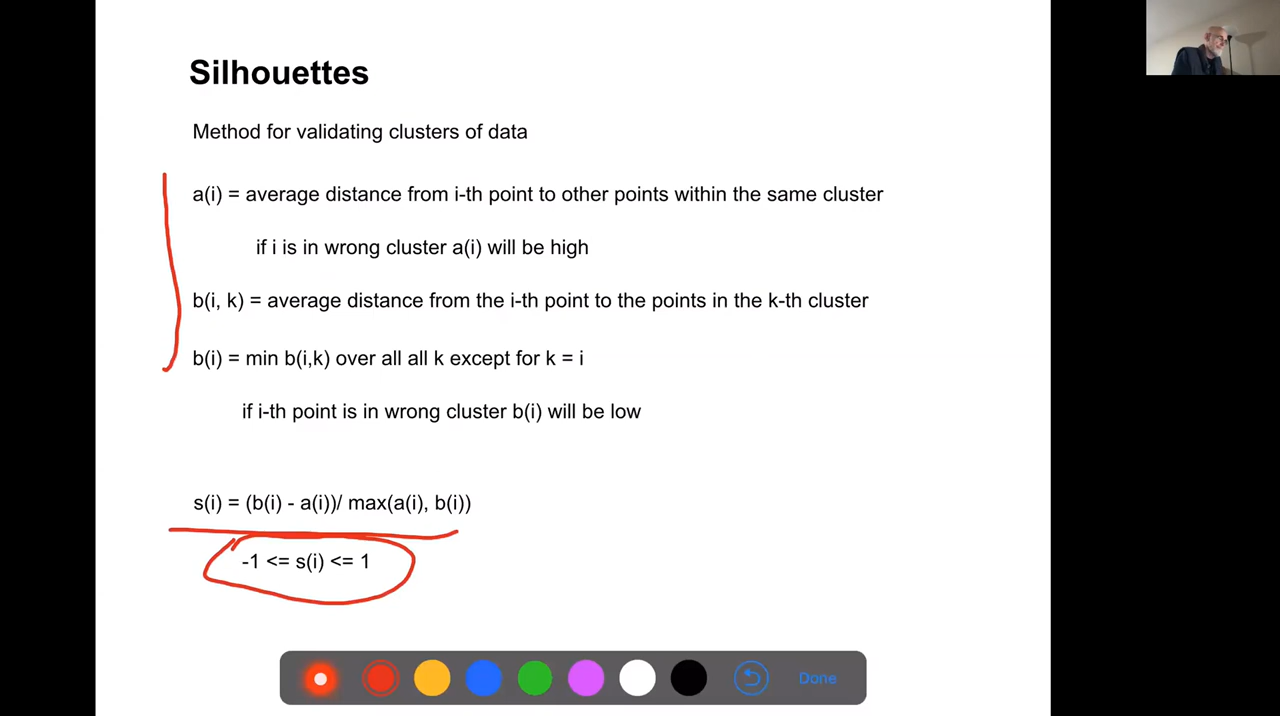 Silhouettes
Method for validating clusters of data
a(i) = average distance from i-th point to other points within the same cluster
if i is in wrong cluster a(i) will be high
b(i, k) = average distance from the i-th point to the points in the k-th cluster
b(i) = min b(i,k) over all all k except for k = i
if i-th point is in wrong cluster b(i) will be low
s(i) = (b(i) - a(i))/ max(a(i), b(i))
-1 <= s(i) <= 1
Done